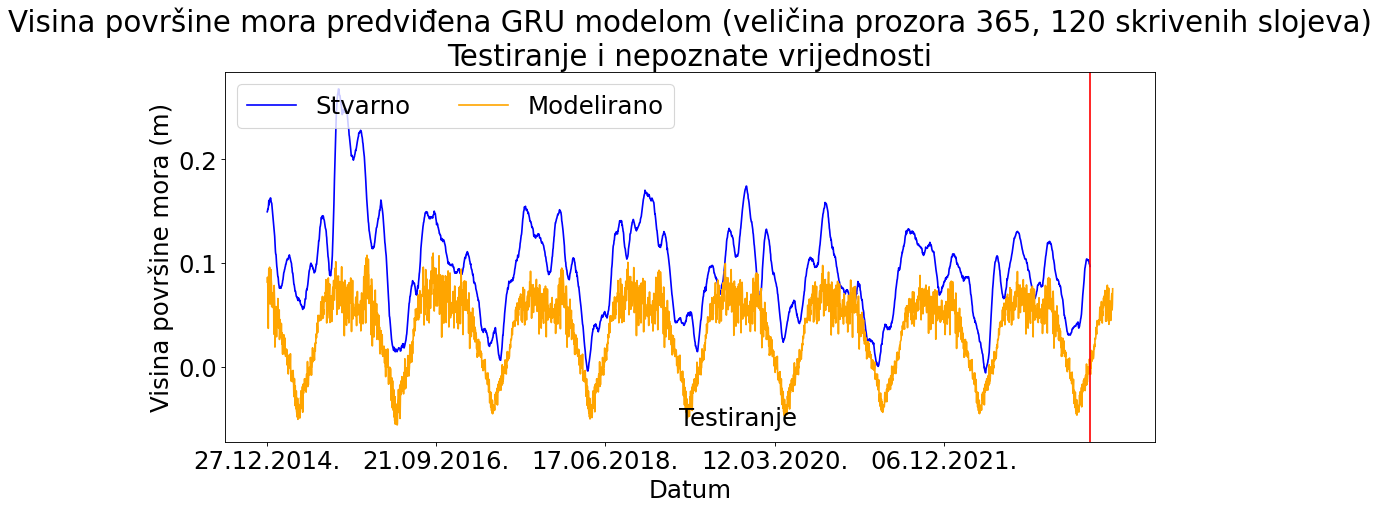 Visina površine mora predviđena GRU modelom (veličina prozora 365, 120 skrivenih slojeva)
Testiranje i nepoznate vrijednosti
Stvarno
Modelirano
Visina površine mora (m)
0.2
0.1
0.0
Testiranje
27.12.2014.
21.09.2016.
17.06.2018.
12.03.2020.
06.12.2021.
Datum